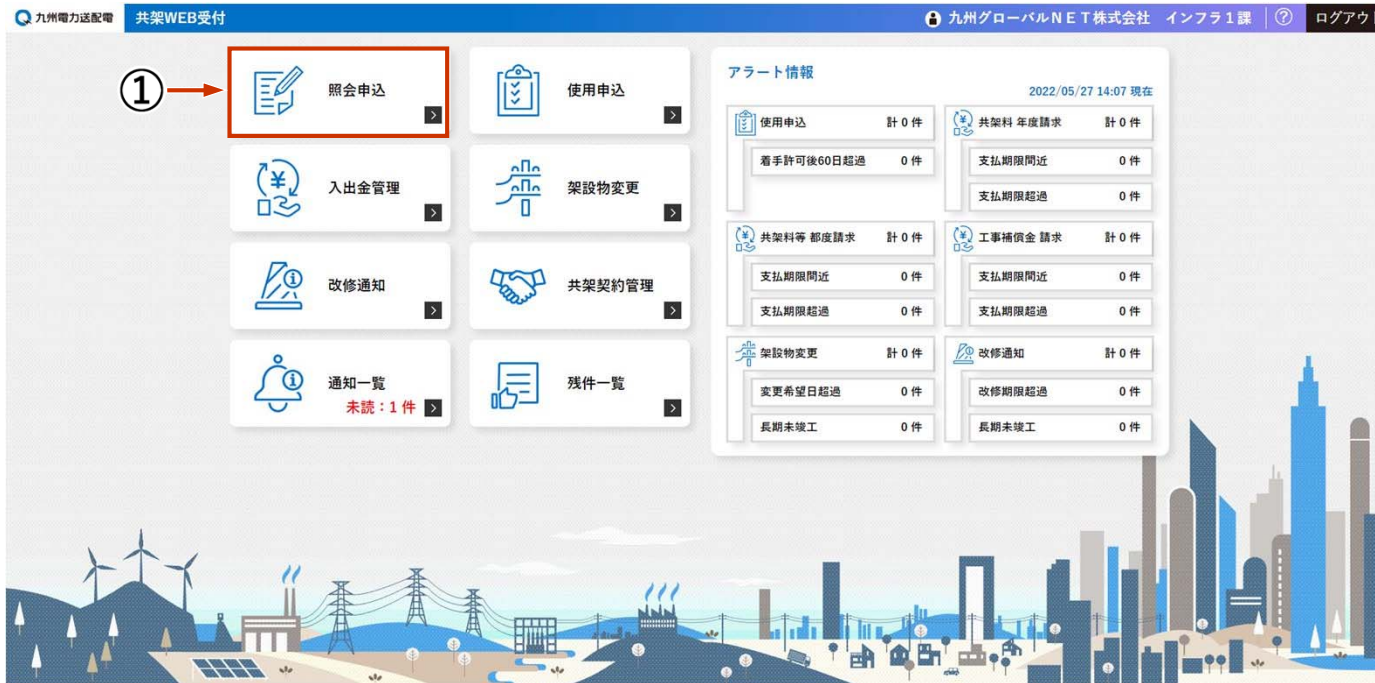 九州電力送配電 共架WEB受付 九州グローバルNET株式会社 インフラ1課 ? ログアウト
①
照会申込
使用申込
入出金管理
架設物変更
改修通知
共架契約管理
通知一覧
未読：1 件
残件一覧
アラート情報
2022/05/27 14:07 現在
使用申込 計 0 件
着手許可後60日超過 0 件
共架料 年度請求 計 0 件
支払期限間近 0 件
支払期限超過 0 件
共架料等 都度請求 計 0 件
支払期限間近 0 件
支払期限超過 0 件
工事補償金 請求 計 0 件
支払期限間近 0 件
支払期限超過 0 件
架設物変更 計 0 件
変更希望日超過 0 件
長期未竣工 0 件
改修通知 計 0 件
改修期限超過 0 件
長期未竣工 0 件